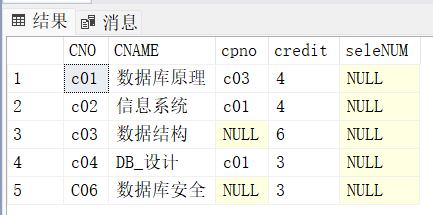 结果 消息
CNO CNAME cpno credit seleNUM
1 c01 数据库原理 c03 4 NULL
2 c02 信息系统 c01 4 NULL
3 c03 数据结构 NULL 6 NULL
4 c04 DB_设计 c01 3 NULL
5 C06 数据库安全 NULL 3 NULL